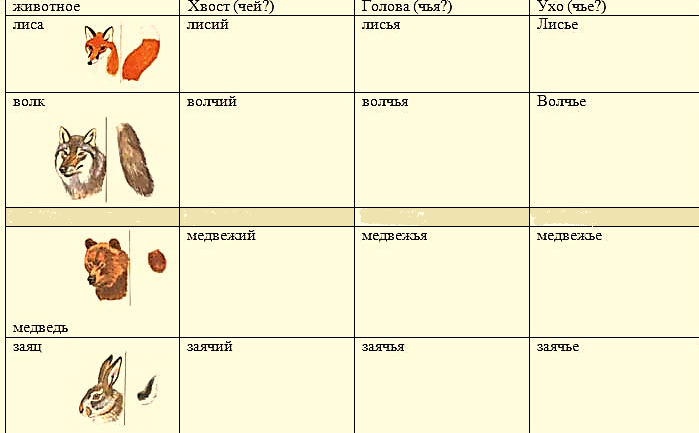 животное Хвост (чей?) Голова (чья?) Ухо (чье?)
лиса лисий лисья Лисье
волк волчий волчья Волчье
медвежий медвежья медвежье
медведь
заяц заячий заячья заячье